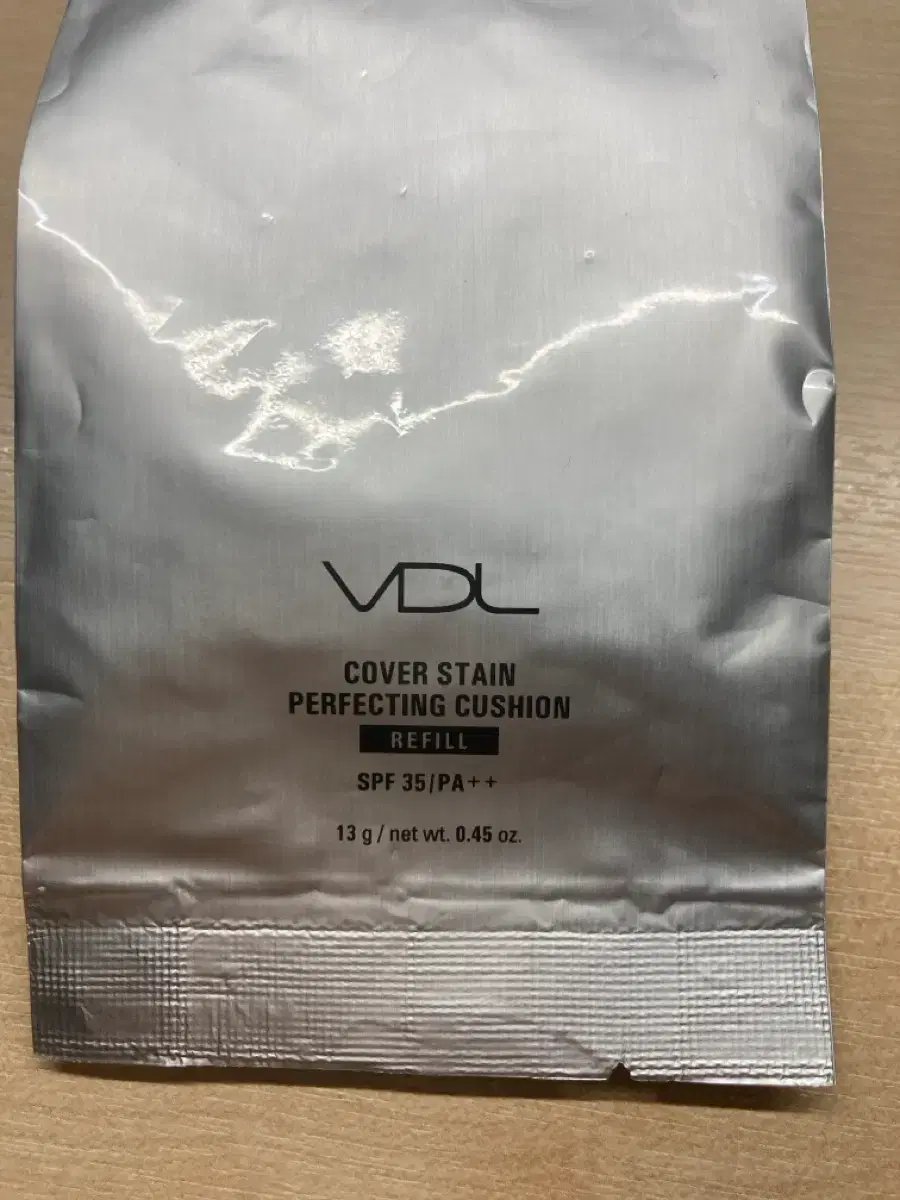 VDL
COVER STAIN
PERFECTING CUSHION
REFILL
SPF 35/PA++
13 g / net wt. 0.45 oz.